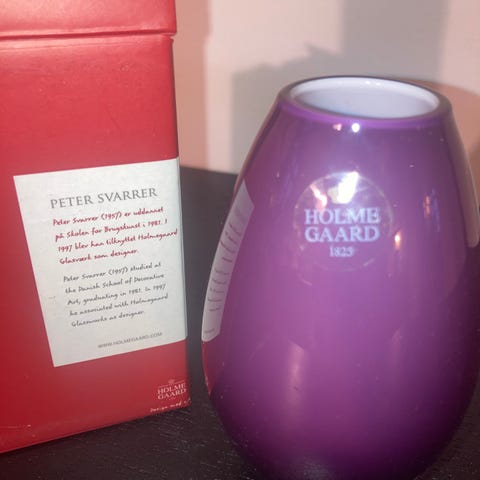 PETER SVARRER
Peter Svarrer (1957) er uddannet
på Skolen for Brugskunst i 1981. I
1997 blev han tilknyttet Holmegaard
Glasværk som designer.
Peter Svarrer (1957) studied at
the Danish School of Decorative
Art, graduating in 1981. In 1997
he associated with Holmegaard
Glassworks as designer.
WWW.HOLMEGAARD.COM
HOLME
GAARD
Design med
HOLME
GAARD
1825